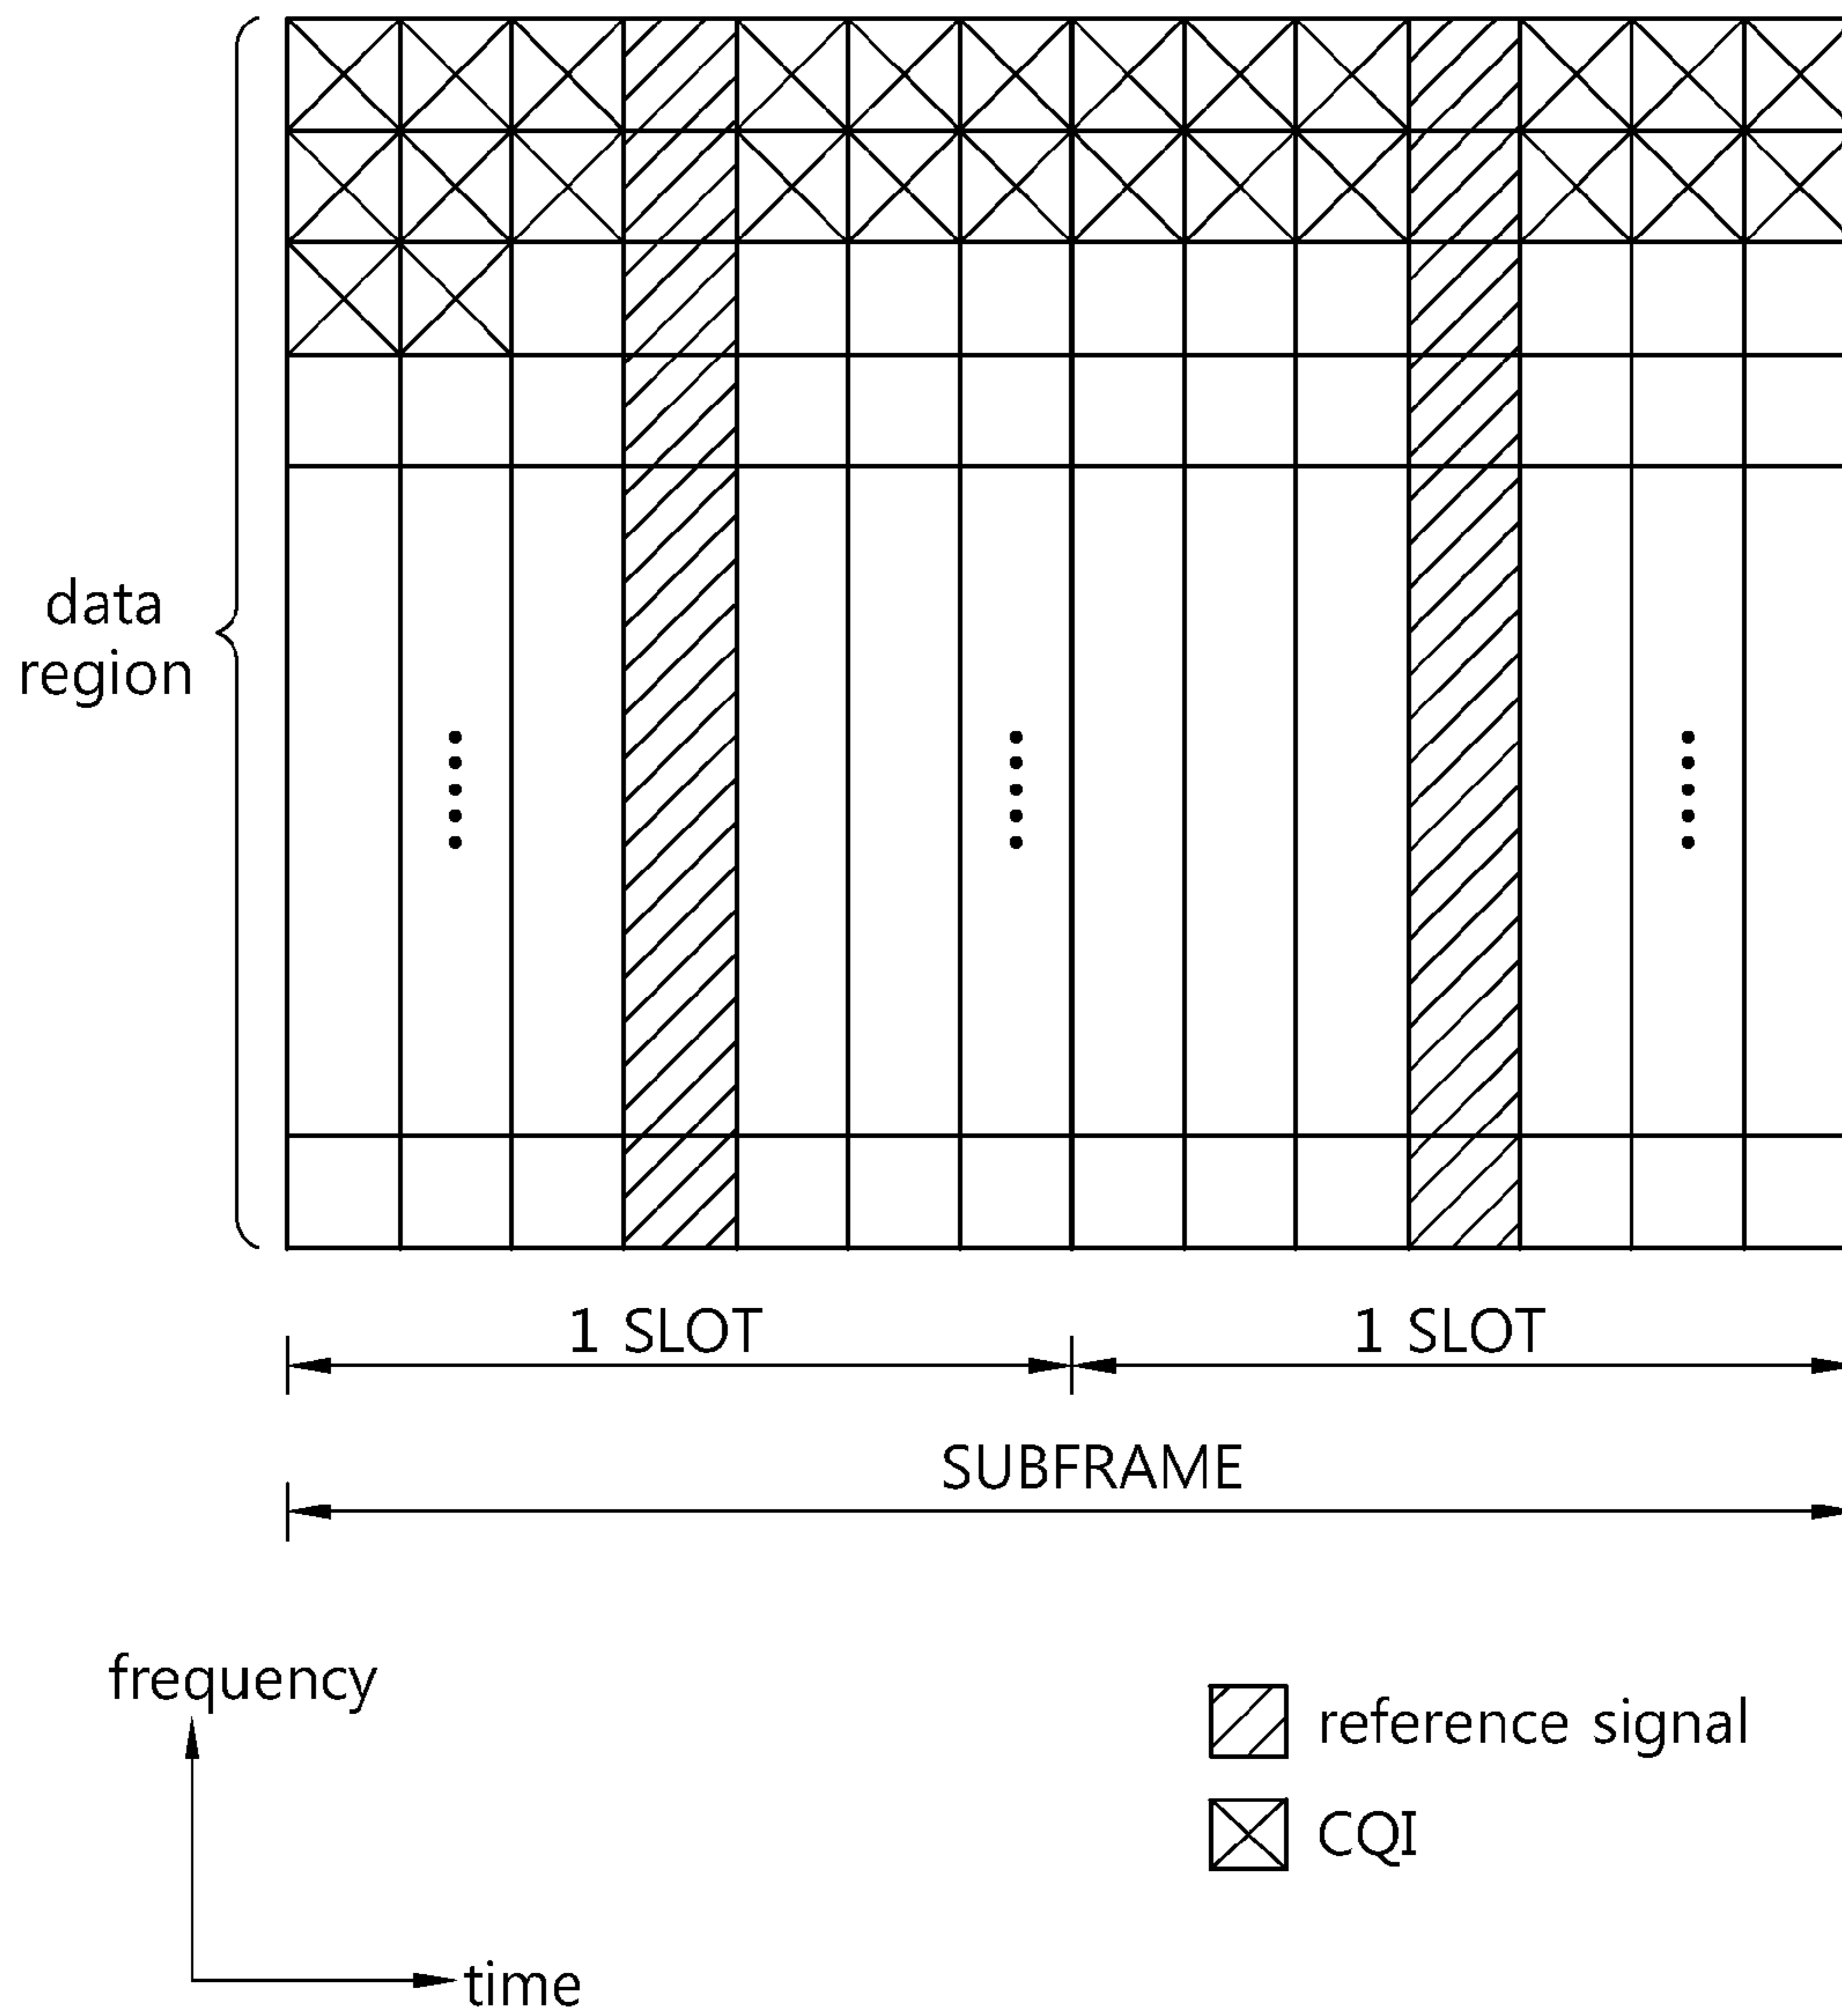 data
region
1 SLOT
1 SLOT
SUBFRAME
frequency
time
reference signal
CQI